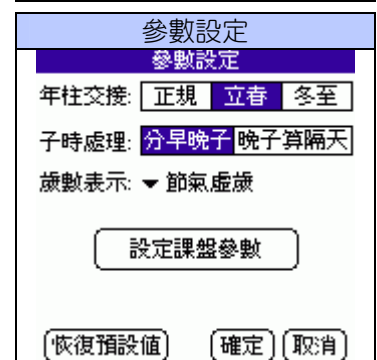 參數設定
參數設定
年柱交接: 正規 立春 冬至
子時處理: 分早晚子 晚子算隔天
歲數表示: 節氣虛歲
設定課盤參數
恢復預設值 確定 取消